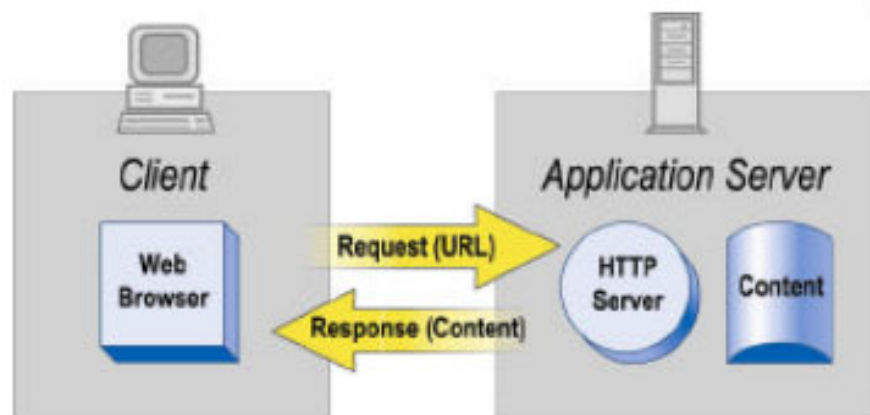 Client
Application Server
Web
Browser
Request (URL)
Response (Content)
HTTP
Server
Content